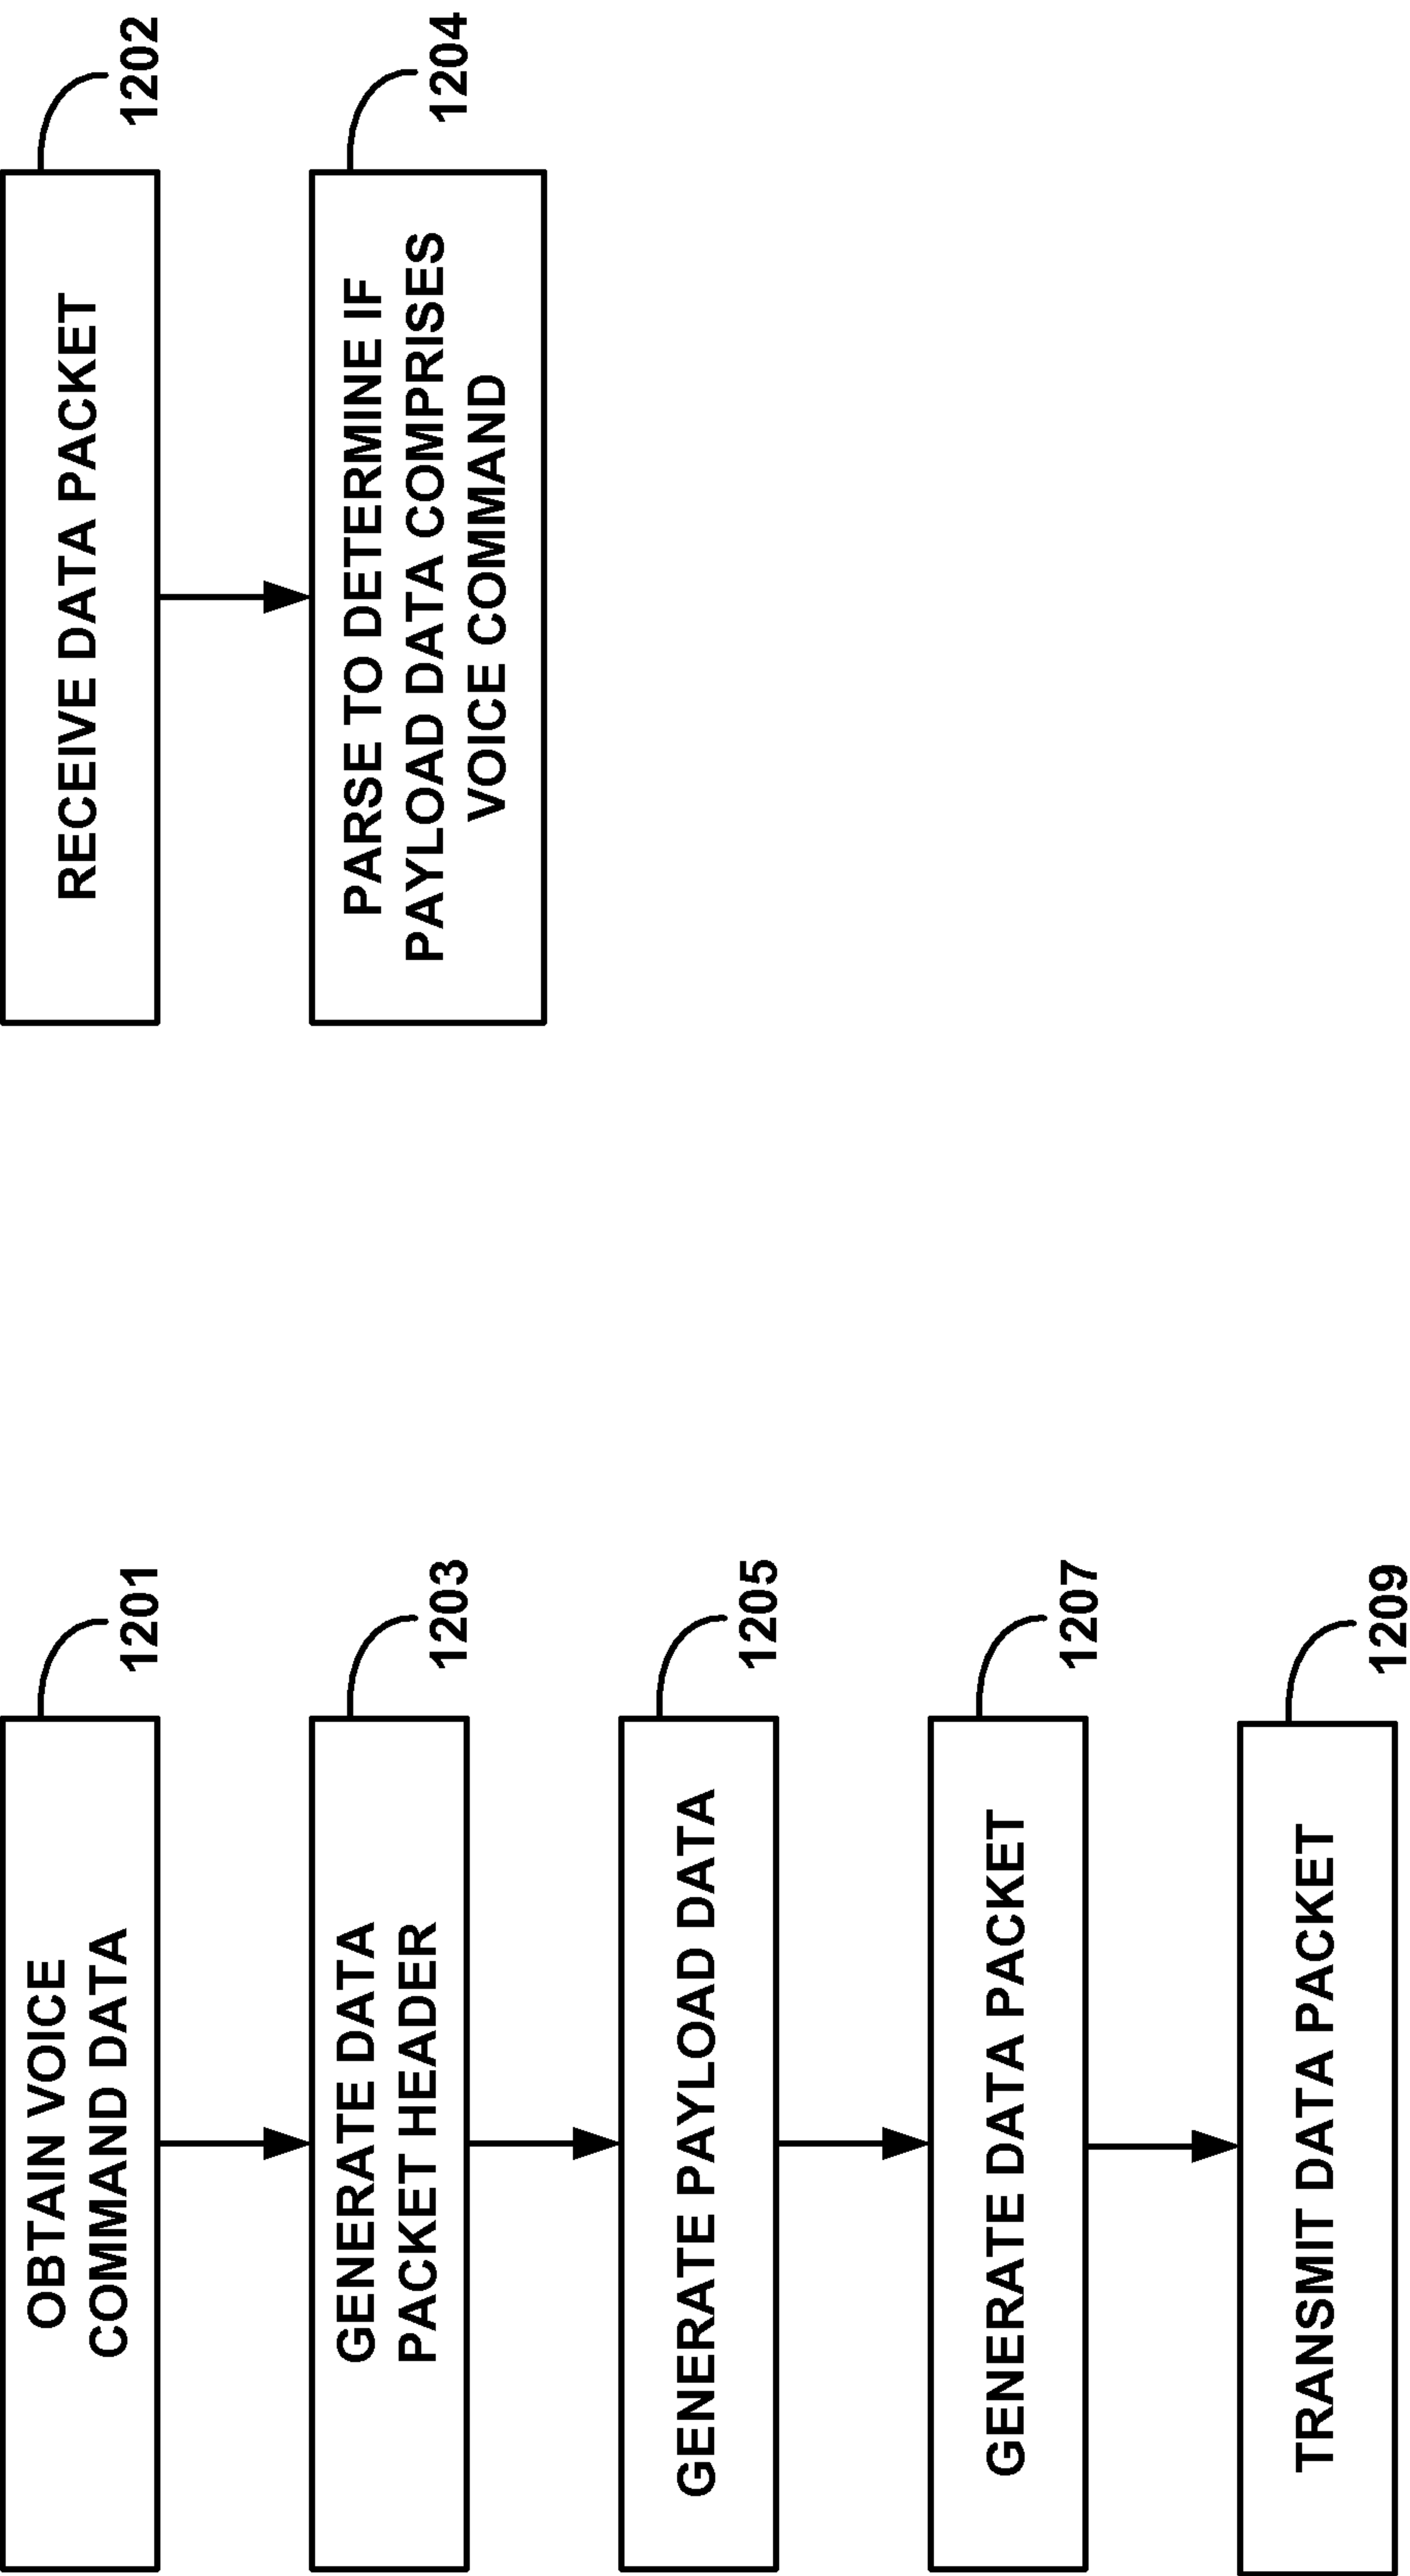 OBTAIN VOICE
COMMAND DATA
1201
GENERATE DATA
PACKET HEADER
1203
GENERATE PAYLOAD DATA
1205
GENERATE DATA PACKET
1207
TRANSMIT DATA PACKET
1209
RECEIVE DATA PACKET
1202
PARSE TO DETERMINE IF
PAYLOAD DATA COMPRISES
VOICE COMMAND
1204